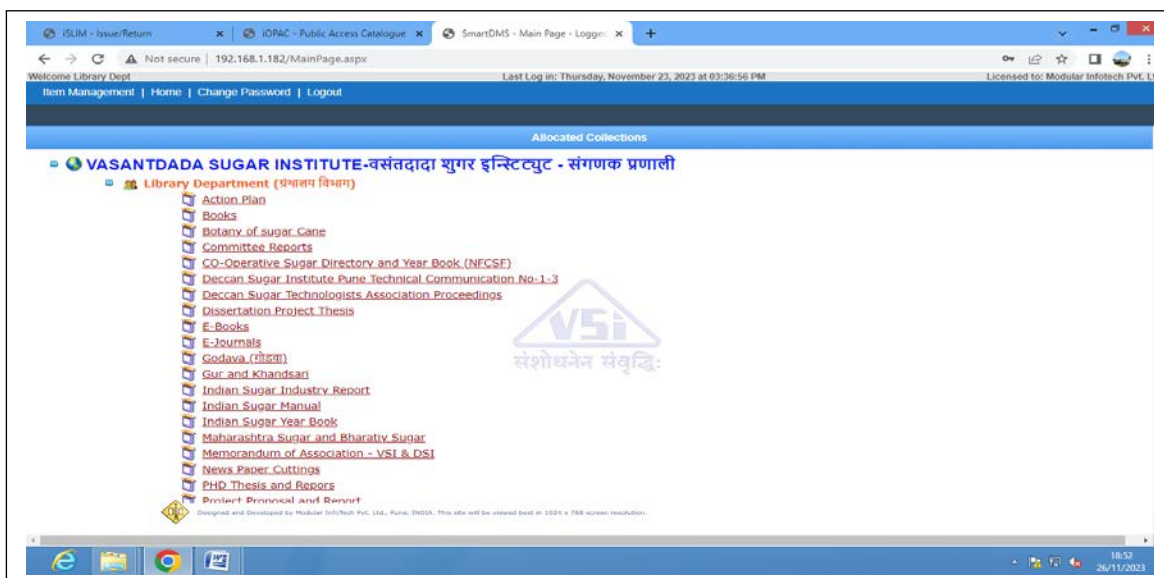 iSLIM - Issue/Return
iOPAC - Public Access Catalogue
SmartDMS - Main Page - Logge
Not secure | 192.168.1.182/MainPage.aspx
Welcome Library Dept
Last Log in: Thursday, November 23, 2023 at 03:36:56 PM
Licensed to: Modular Infotech Pvt. L
Item Management | Home | Change Password | Logout
Allocated Collections
VASANTDADA SUGAR INSTITUTE-वसंतदादा शुगर इन्स्टिट्युट - संगणक प्रणाली
Library Department (ग्रंथालय विभाग)
Action Plan
Books
Botany of sugar Cane
Committee Reports
CO-Operative Sugar Directory and Year Book (NFCSF)
Deccan Sugar Institute Pune Technical Communication No-1-3
Deccan Sugar Technologists Association Proceedings
Dissertation Project Thesis
E-Books
E-Journals
Godava (गोडवा)
Gur and Khandsari
Indian Sugar Industry Report
Indian Sugar Manual
Indian Sugar Year Book
Maharashtra Sugar and Bharatiy Sugar
Memorandum of Association - VSI & DSI
News Paper Cuttings
PHD Thesis and Repors
Project Proposal and Report
VSi
संशोधनेन संवृद्धिः
Designed and Developed by Modular InfoTech Pvt. Ltd., Pune, INDIA. This site will be viewed best in 1024 x 768 screen resolution.
18:52
26/11/2023